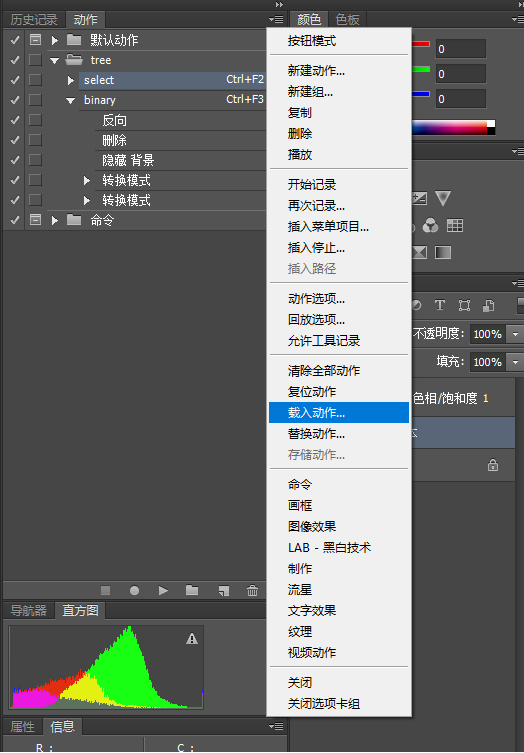 历史记录 动作
颜色 色板
默认动作
tree
select Ctrl+F2
binary Ctrl+F3
反向
删除
隐藏 背景
转换模式
转换模式
命令
按钮模式
新建动作...
新建组...
复制
删除
播放
开始记录
再次记录...
插入菜单项目...
插入停止...
插入路径
动作选项...
回放选项...
允许工具记录
清除全部动作
复位动作
载入动作...
替换动作...
存储动作...
命令
画框
图像效果
LAB - 黑白技术
制作
流星
文字效果
纹理
视频动作
关闭
关闭选项卡组
0
0
0
不透明度: 100%
填充: 100%
色相/饱和度 1
导航器 直方图
属性 信息
R :
C :